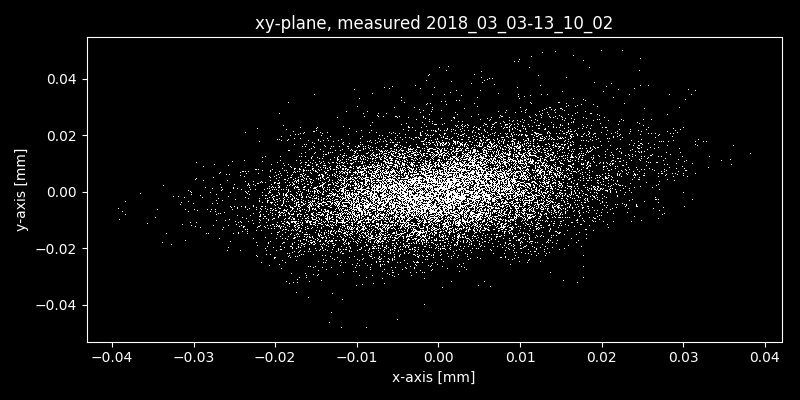 xy-plane, measured 2018_03_03-13_10_02
y-axis [mm]
0.04
0.02
0.00
−0.02
−0.04
−0.04 −0.03 −0.02 −0.01 0.00 0.01 0.02 0.03 0.04
x-axis [mm]